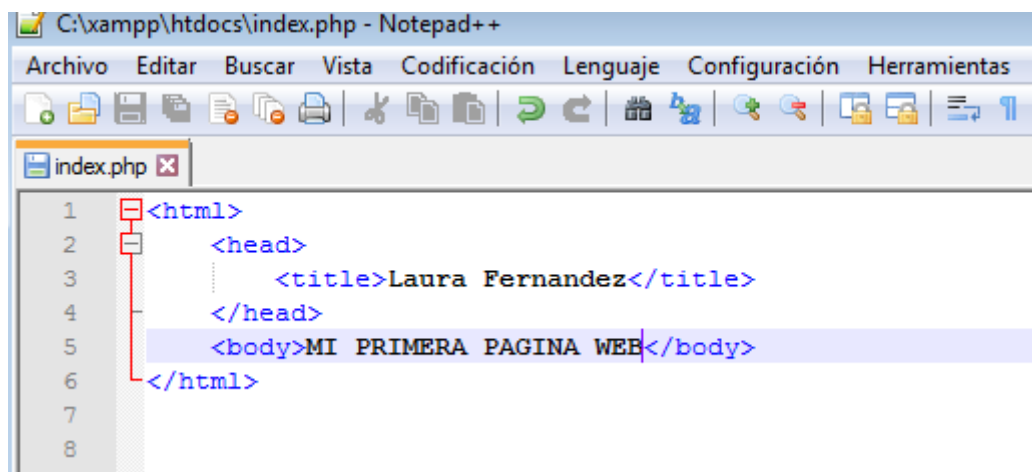 C:\xampp\htdocs\index.php - Notepad++
Archivo Editar Buscar Vista Codificación Lenguaje Configuración Herramientas
index.php
1 <html>
2 <head>
3 <title>Laura Fernandez</title>
4 </head>
5 <body>MI PRIMERA PAGINA WEB</body>
6 </html>
7
8